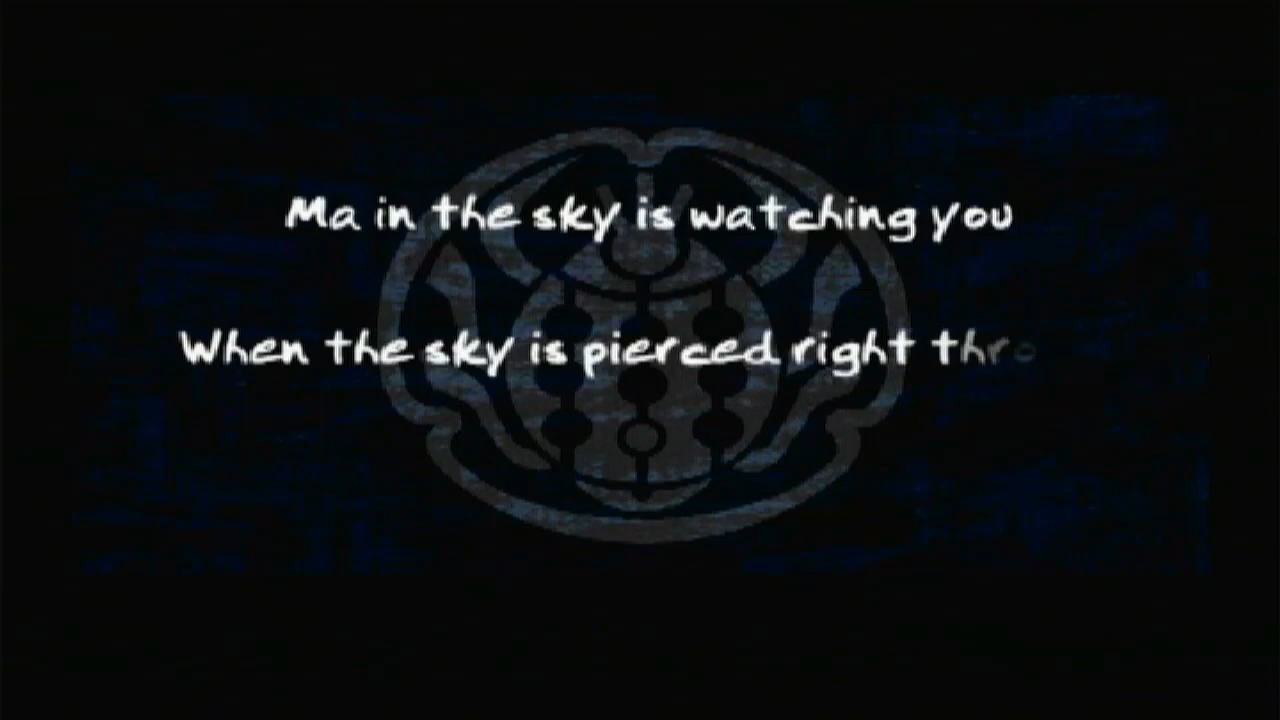 Ma in the sky is watching you
When the sky is pierced right thro